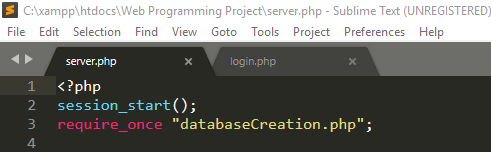 C:\xampp\htdocs\Web Programming Project\server.php - Sublime Text (UNREGISTERED)
File Edit Selection Find View Goto Tools Project Preferences Help
server.php × login.php ×
1 <?php
2 session_start();
3 require_once "databaseCreation.php";
4